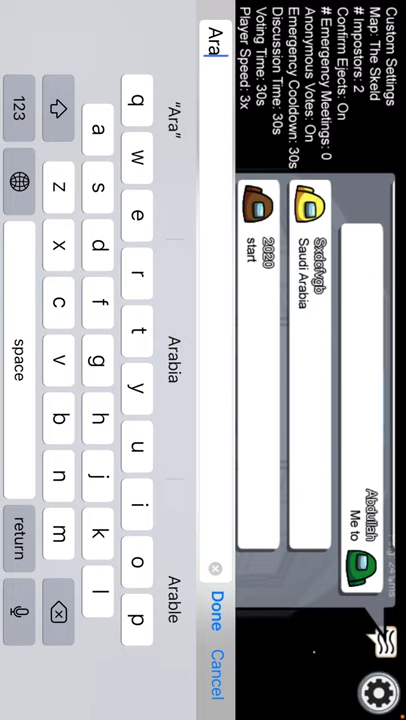 Custom Settings
Map: The Skeld
# Impostors: 2
Confirm Ejects: On
# Emergency Meetings: 0
Anonymous Votes: On
Emergency Cooldown: 30s
Discussion Time: 30s
Voting Time: 30s
Player Speed: 3x
Abdullah
Me to
Sxdcfvgb
Saudi Arabia
2020
start
Ara
Done
Cancel
“Ara”
Arabia
Arable
q w e r t y u i o p
a s d f g h j k l
z x c v b n m
123
space
return